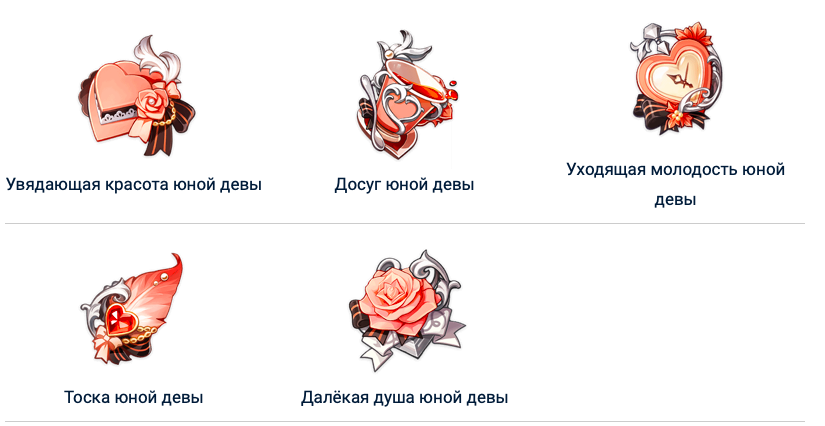 Увядающая красота юной девы
Досуг юной девы
Уходящая молодость юной
девы
Тоска юной девы
Далёкая душа юной девы